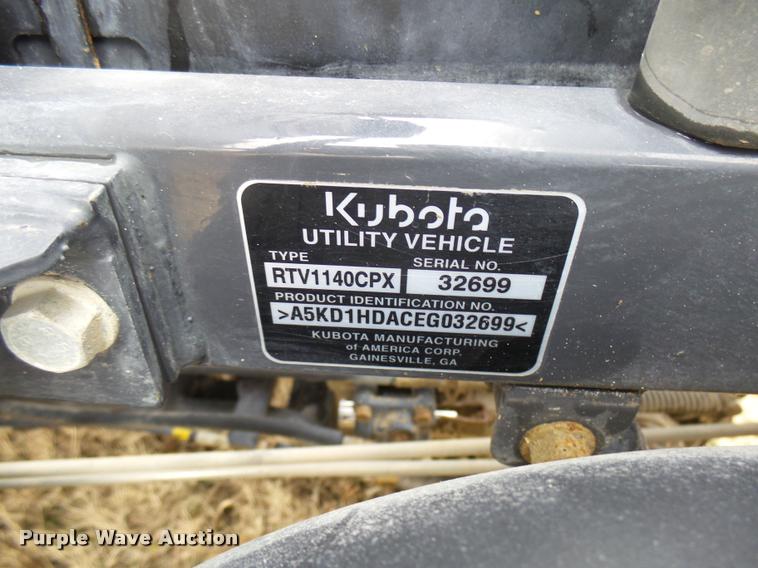 Kubota
UTILITY VEHICLE
TYPE SERIAL NO.
RTV1140CPX 32699
PRODUCT IDENTIFICATION NO.
>A5KD1HDACEG032699<
KUBOTA MANUFACTURING
of AMERICA CORP.
GAINESVILLE, GA
Purple Wave Auction